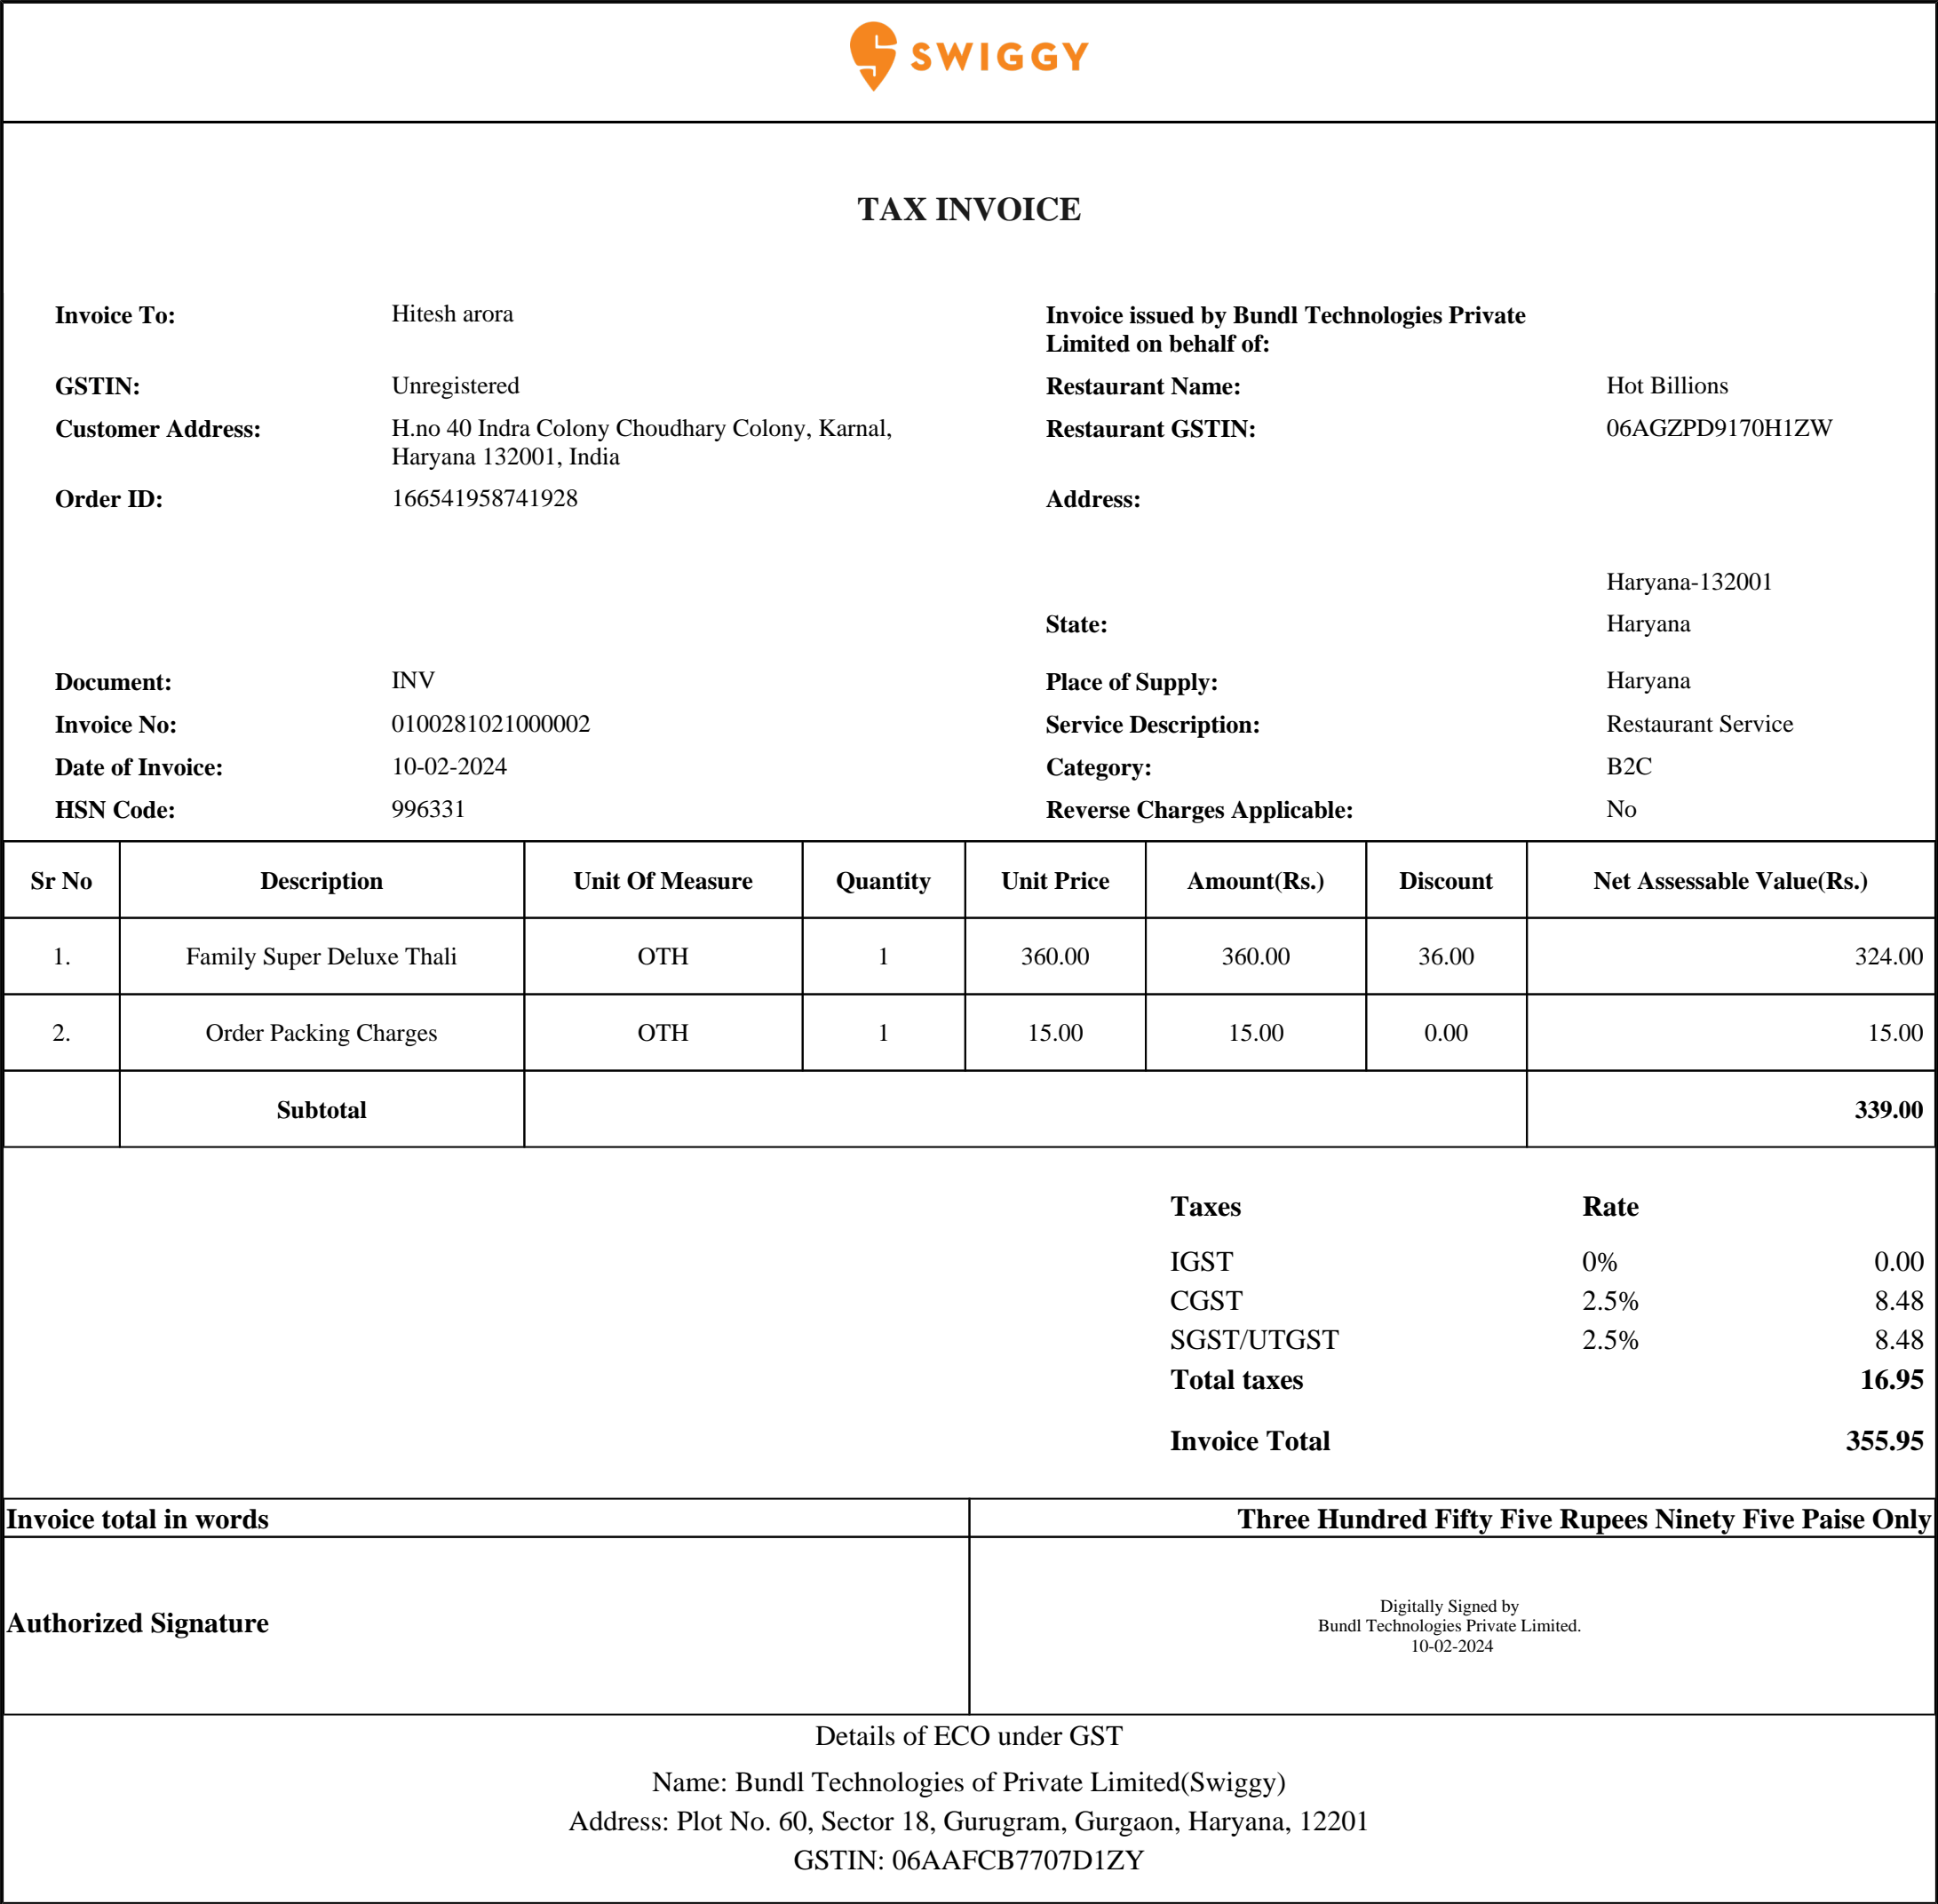 SWIGGY
TAX INVOICE
Invoice To: Hitesh arora
Invoice issued by Bundl Technologies Private
Limited on behalf of:
GSTIN: Unregistered
Restaurant Name: Hot Billions
Customer Address: H.no 40 Indra Colony Choudhary Colony, Karnal,
Haryana 132001, India
Restaurant GSTIN: 06AGZPD9170H1ZW
Order ID: 166541958741928
Address:
Haryana-132001
State: Haryana
Document: INV
Place of Supply: Haryana
Invoice No: 0100281021000002
Service Description: Restaurant Service
Date of Invoice: 10-02-2024
Category: B2C
HSN Code: 996331
Reverse Charges Applicable: No
Sr No Description Unit Of Measure Quantity Unit Price Amount(Rs.) Discount Net Assessable Value(Rs.)
1. Family Super Deluxe Thali OTH 1 360.00 360.00 36.00 324.00
2. Order Packing Charges OTH 1 15.00 15.00 0.00 15.00
Subtotal 339.00
Taxes Rate
IGST 0% 0.00
CGST 2.5% 8.48
SGST/UTGST 2.5% 8.48
Total taxes 16.95
Invoice Total 355.95
Invoice total in words Three Hundred Fifty Five Rupees Ninety Five Paise Only
Authorized Signature
Digitally Signed by
Bundl Technologies Private Limited.
10-02-2024
Details of ECO under GST
Name: Bundl Technologies of Private Limited(Swiggy)
Address: Plot No. 60, Sector 18, Gurugram, Gurgaon, Haryana, 12201
GSTIN: 06AAFCB7707D1ZY